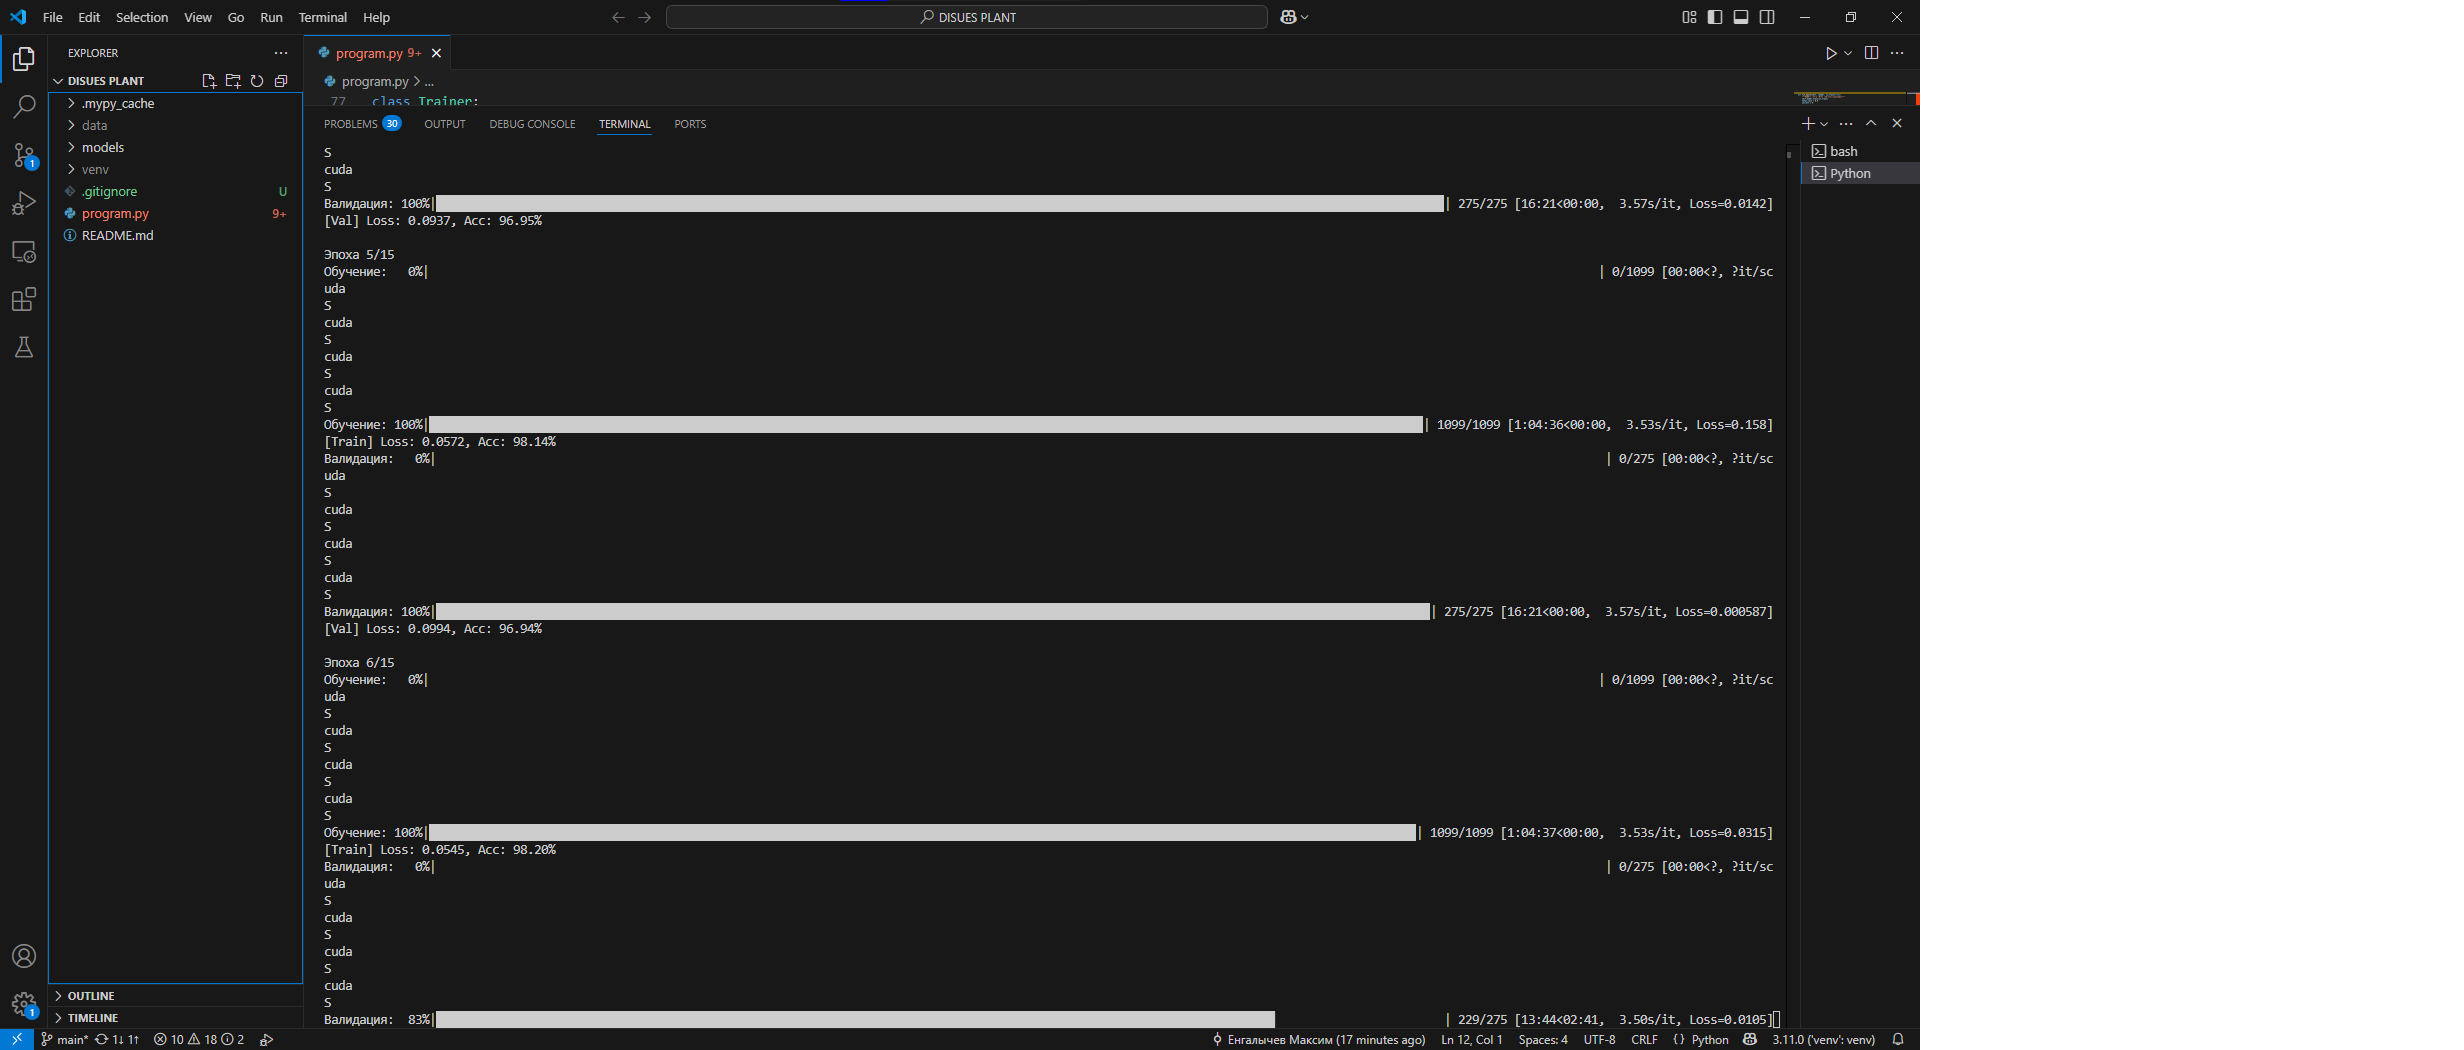 File Edit Selection View Go Run Terminal Help
DISUES PLANT
EXPLORER
DISUES PLANT
.mypy_cache
data
models
venv
.gitignore U
program.py 9+
README.md
OUTLINE
TIMELINE
program.py 9+
program.py > ...
77 class Trainer:
PROBLEMS 30 OUTPUT DEBUG CONSOLE TERMINAL PORTS
bash
Python
S
cuda
S
Валидация: 100%| | 275/275 [16:21<00:00,  3.57s/it, Loss=0.0142]
[Val] Loss: 0.0937, Acc: 96.95%
Эпоха 5/15
Обучение:   0%| | 0/1099 [00:00<?, ?it/sc
uda
S
cuda
S
cuda
S
cuda
S
Обучение: 100%| | 1099/1099 [1:04:36<00:00,  3.53s/it, Loss=0.158]
[Train] Loss: 0.0572, Acc: 98.14%
Валидация:   0%| | 0/275 [00:00<?, ?it/sc
uda
S
cuda
S
cuda
S
cuda
S
Валидация: 100%| | 275/275 [16:21<00:00,  3.57s/it, Loss=0.000587]
[Val] Loss: 0.0994, Acc: 96.94%
Эпоха 6/15
Обучение:   0%| | 0/1099 [00:00<?, ?it/sc
uda
S
cuda
S
cuda
S
cuda
S
Обучение: 100%| | 1099/1099 [1:04:37<00:00,  3.53s/it, Loss=0.0315]
[Train] Loss: 0.0545, Acc: 98.20%
Валидация:   0%| | 0/275 [00:00<?, ?it/sc
uda
S
cuda
S
cuda
S
cuda
S
Валидация:  83%| | 229/275 [13:44<02:41,  3.50s/it, Loss=0.0105]
1
1
main* 1↓ 1↑ 10 18 2 Енгалычев Максим (17 minutes ago) Ln 12, Col 1 Spaces: 4 UTF-8 CRLF {} Python 3.11.0 ('venv': venv)